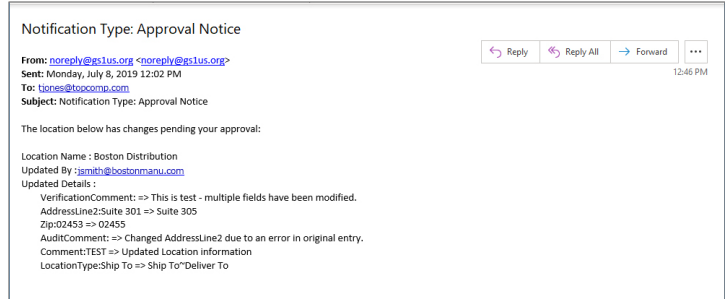 Notification Type: Approval Notice
Reply Reply All Forward ...
From: noreply@gs1us.org <noreply@gs1us.org>
Sent: Monday, July 8, 2019 12:02 PM
12:46 PM
To: tjones@topcomp.com
Subject: Notification Type: Approval Notice
The location below has changes pending your approval:
Location Name : Boston Distribution
Updated By :jsmith@bostonmanu.com
Updated Details :
VerificationComment: => This is test - multiple fields have been modified.
AddressLine2:Suite 301 => Suite 305
Zip:02453 => 02455
AuditComment: => Changed AddressLine2 due to an error in original entry.
Comment:TEST => Updated Location information
LocationType:Ship To => Ship To~Deliver To